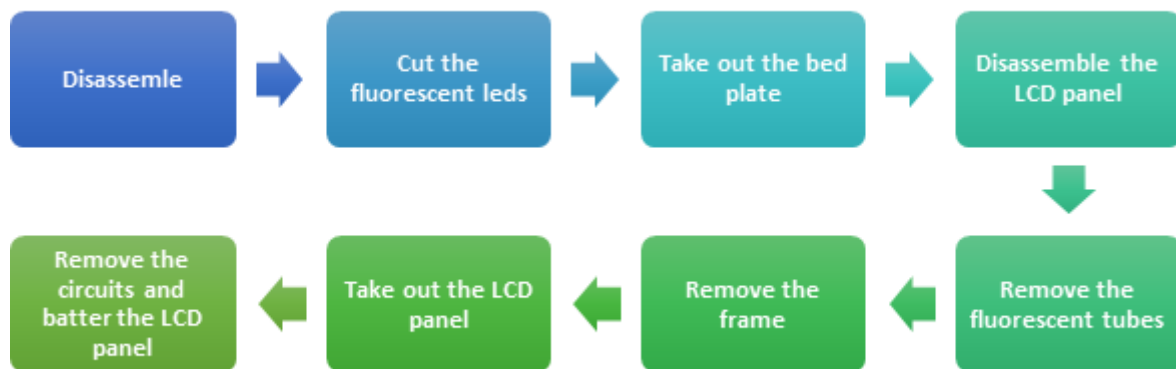 Disassemle
Cut the
fluorescent leds
Take out the bed
plate
Disassemble the
LCD panel
Remove the
fluorescent tubes
Remove the
frame
Take out the LCD
panel
Remove the
circuits and
batter the LCD
panel